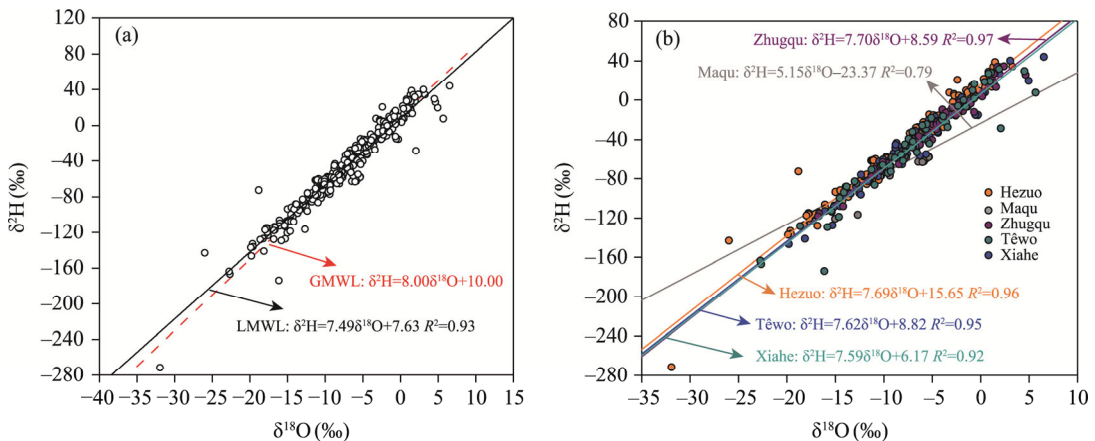 (a)
120
80
40
0
–40
–80
–120
–160
–200
–240
–280
δ²H (‰)
GMWL: δ²H=8.00δ¹⁸O+10.00
LMWL: δ²H=7.49δ¹⁸O+7.63 R²=0.93
–40 –35 –30 –25 –20 –15 –10 –5 0 5 10 15
δ¹⁸O (‰)
(b)
80
40
0
–40
–80
–120
–160
–200
–240
–280
δ²H (‰)
Zhugqu: δ²H=7.70δ¹⁸O+8.59 R²=0.97
Maqu: δ²H=5.15δ¹⁸O–23.37 R²=0.79
Hezuo
Maqu
Zhugqu
Têwo
Xiahe
Hezuo: δ²H=7.69δ¹⁸O+15.65 R²=0.96
Têwo: δ²H=7.62δ¹⁸O+8.82 R²=0.95
Xiahe: δ²H=7.59δ¹⁸O+6.17 R²=0.92
–35 –30 –25 –20 –15 –10 –5 0 5 10
δ¹⁸O (‰)